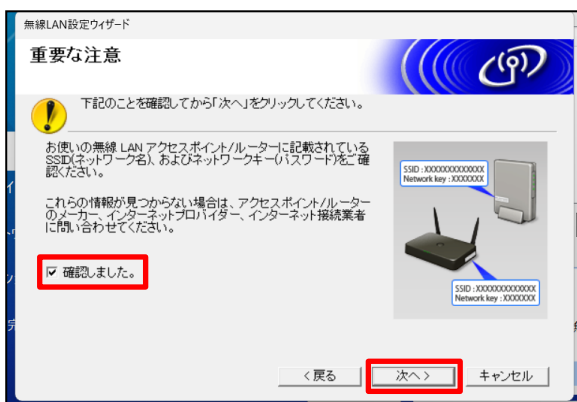 無線LAN設定ウィザード
重要な注意
下記のことを確認してから「次へ」をクリックしてください。
お使いの無線 LAN アクセスポイント/ルーターに記載されている
SSID(ネットワーク名)、およびネットワークキー(パスワード)をご確
認ください。
これらの情報が見つからない場合は、アクセスポイント/ルーター
のメーカー、インターネットプロバイダー、インターネット接続業者
に問い合わせてください。
SSID : XXXXXXXXXXXXX
Network key : XXXXXXX
確認しました。
SSID : XXXXXXXXXXXXX
Network key : XXXXXXX
< 戻る
次へ >
キャンセル